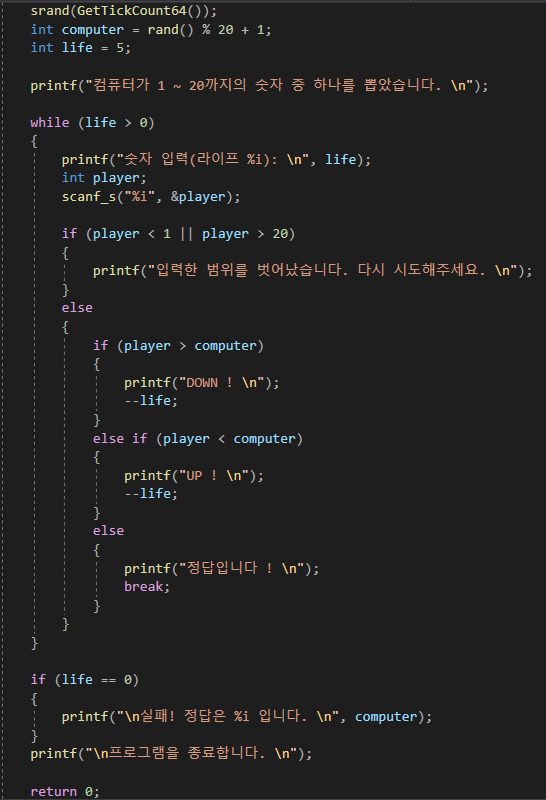 srand(GetTickCount64());
int computer = rand() % 20 + 1;
int life = 5;
printf("컴퓨터가 1 ~ 20까지의 숫자 중 하나를 뽑았습니다. \n");
while (life > 0)
{
printf("숫자 입력(라이프 %i): \n", life);
int player;
scanf_s("%i", &player);
if (player < 1 || player > 20)
{
printf("입력한 범위를 벗어났습니다. 다시 시도해주세요. \n");
}
else
{
if (player > computer)
{
printf("DOWN ! \n");
--life;
}
else if (player < computer)
{
printf("UP ! \n");
--life;
}
else
{
printf("정답입니다 ! \n");
break;
}
}
}
if (life == 0)
{
printf("\n실패! 정답은 %i 입니다. \n", computer);
}
printf("\n프로그램을 종료합니다. \n");
return 0;